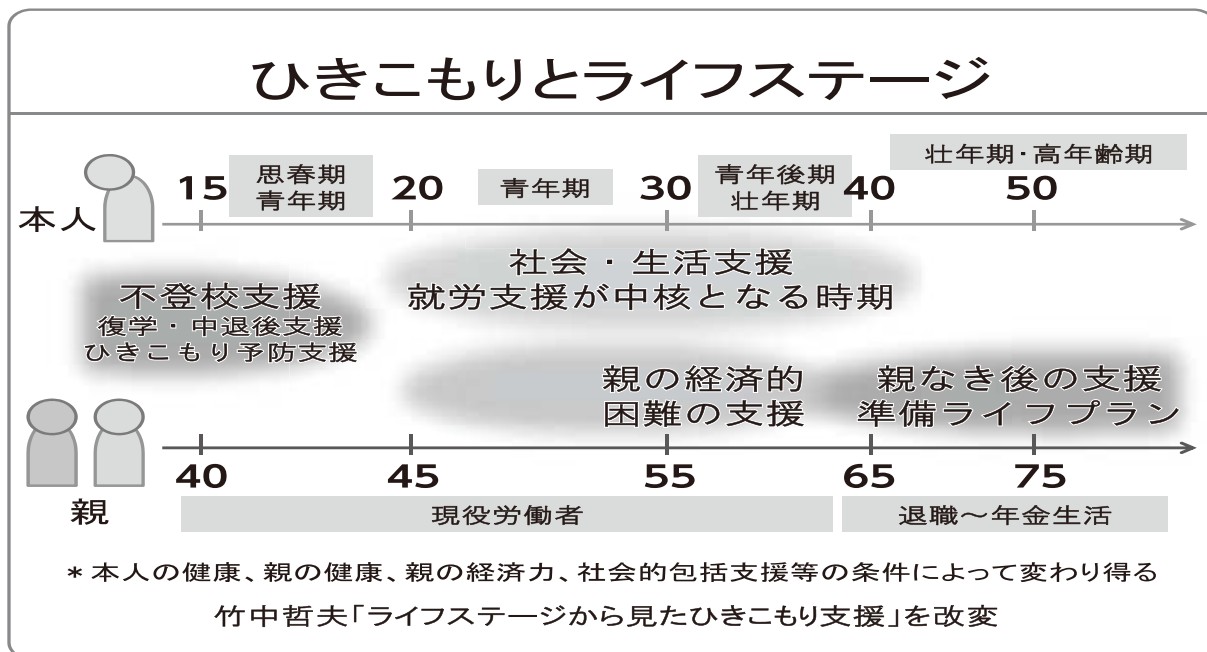 ひきこもりとライフステージ
本人
15
思春期
青年期
20
青年期
30
青年後期
壮年期
40
壮年期・高年齢期
50
社会・生活支援
就労支援が中核となる時期
不登校支援
復学・中退後支援
ひきこもり予防支援
親の経済的
困難の支援
親なき後の支援
準備ライフプラン
親
40
45
55
65
75
現役労働者
退職～年金生活
＊本人の健康、親の健康、親の経済力、社会的包括支援等の条件によって変わり得る
竹中哲夫「ライフステージから見たひきこもり支援」を改変